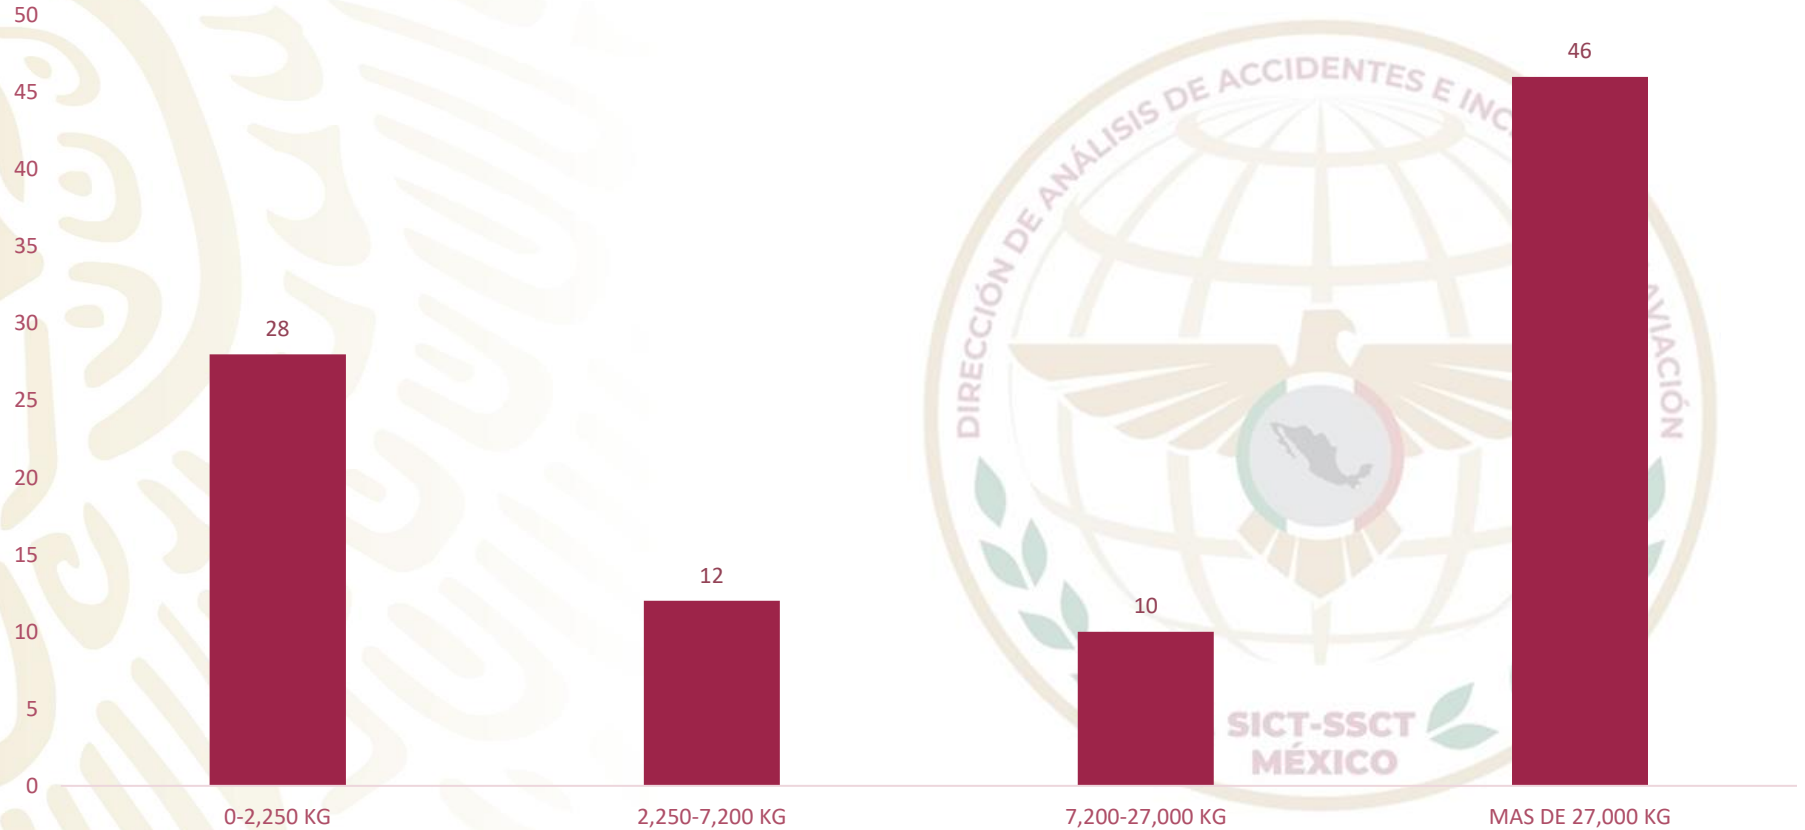 50
45
40
35
30
25
20
15
10
5
0
28
12
10
46
0-2,250 KG
2,250-7,200 KG
7,200-27,000 KG
MAS DE 27,000 KG
DIRECCIÓN DE ANÁLISIS DE ACCIDENTES E
AVIACIÓN
SICT-SSCT
MÉXICO